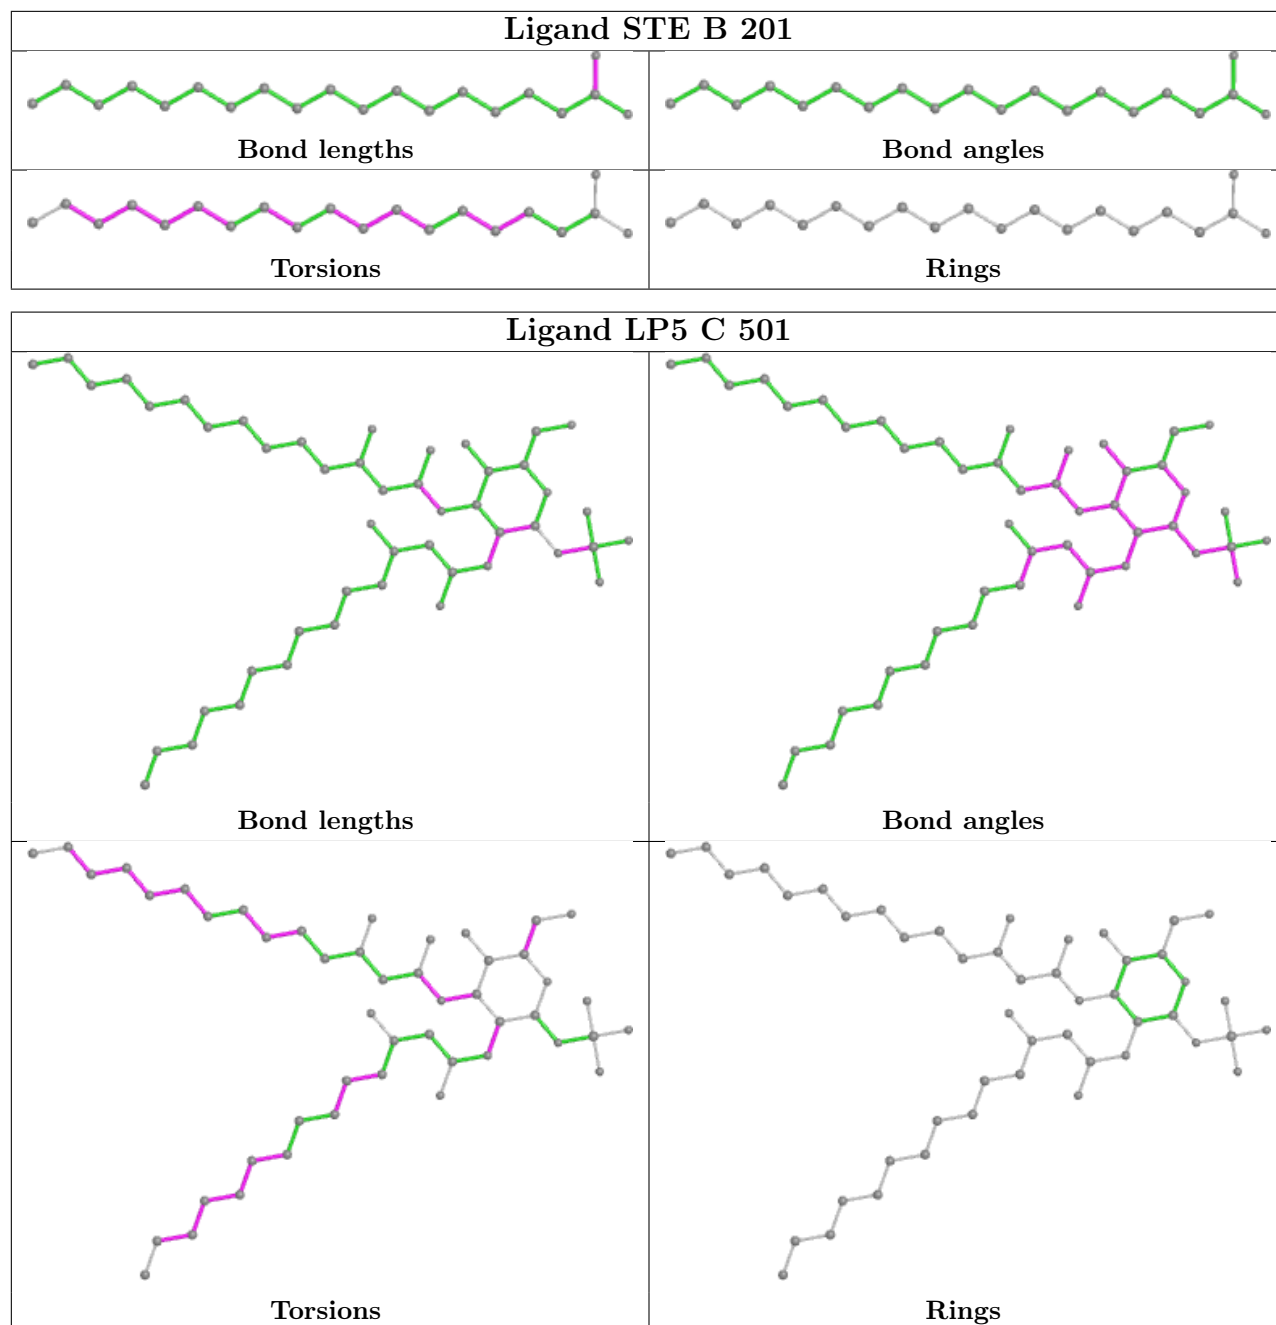 Ligand STE B 201
Bond lengths
Bond angles
Torsions
Rings
Ligand LP5 C 501
Bond lengths
Bond angles
Torsions
Rings